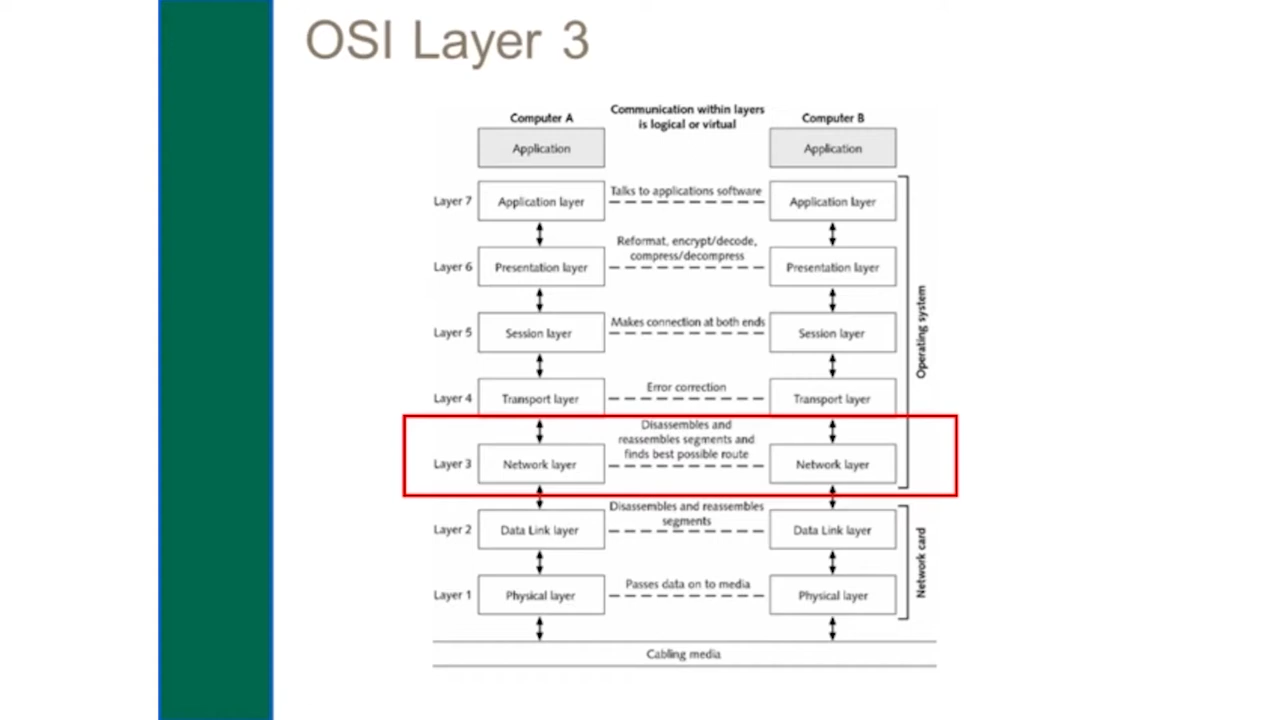 OSI Layer 3
Computer A
Communication within layers
is logical or virtual
Computer B
Application
Application
Layer 7
Application layer
Talks to applications software
Application layer
Layer 6
Presentation layer
Reformat, encrypt/decode,
compress/decompress
Presentation layer
Layer 5
Session layer
Makes connection at both ends
Session layer
Layer 4
Transport layer
Error correction
Transport layer
Layer 3
Network layer
Disassembles and
reassembles segments and
finds best possible route
Network layer
Operating system
Layer 2
Data Link layer
Disassembles and reassembles
segments
Data Link layer
Layer 1
Physical layer
Passes data on to media
Physical layer
Network card
Cabling media